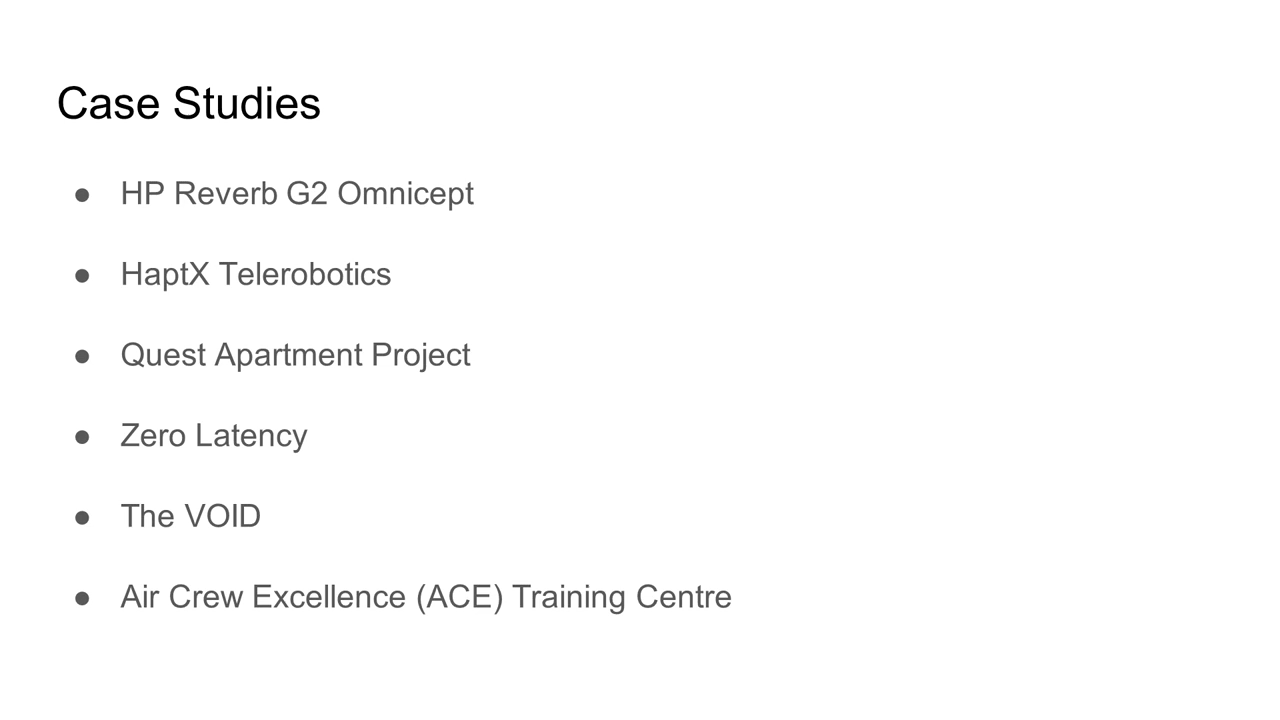 Case Studies
● HP Reverb G2 Omnicept
● HaptX Telerobotics
● Quest Apartment Project
● Zero Latency
● The VOID
● Air Crew Excellence (ACE) Training Centre